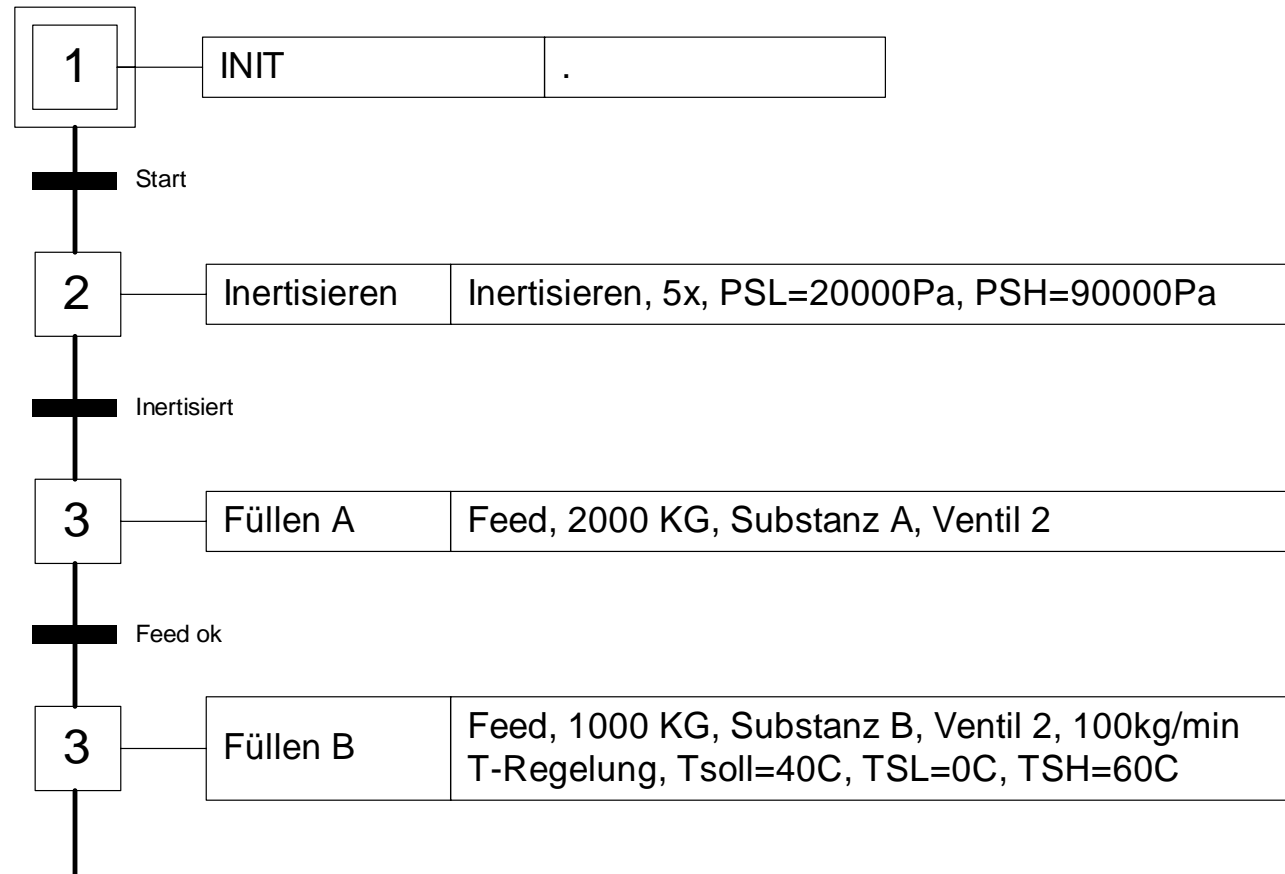 1
INIT
.
Start
2
Inertisieren
Inertisieren, 5x, PSL=20000Pa, PSH=90000Pa
Inertisiert
3
Füllen A
Feed, 2000 KG, Substanz A, Ventil 2
Feed ok
3
Füllen B
Feed, 1000 KG, Substanz B, Ventil 2, 100kg/min
T-Regelung, Tsoll=40C, TSL=0C, TSH=60C